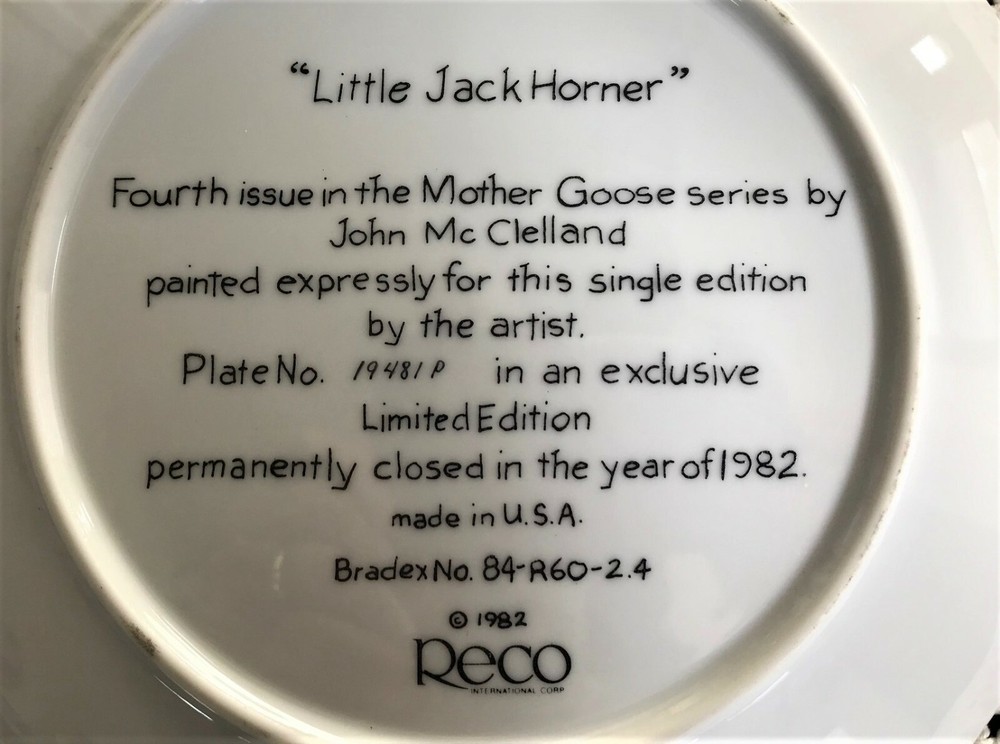 “Little Jack Horner”
Fourth issue in the Mother Goose series by
John Mc Clelland
painted expressly for this single edition
by the artist.
Plate No. 19481P in an exclusive
Limited Edition
permanently closed in the year of 1982.
made in U.S.A.
Bradex No. 84-R60-2.4
© 1982
Reco
INTERNATIONAL CORP